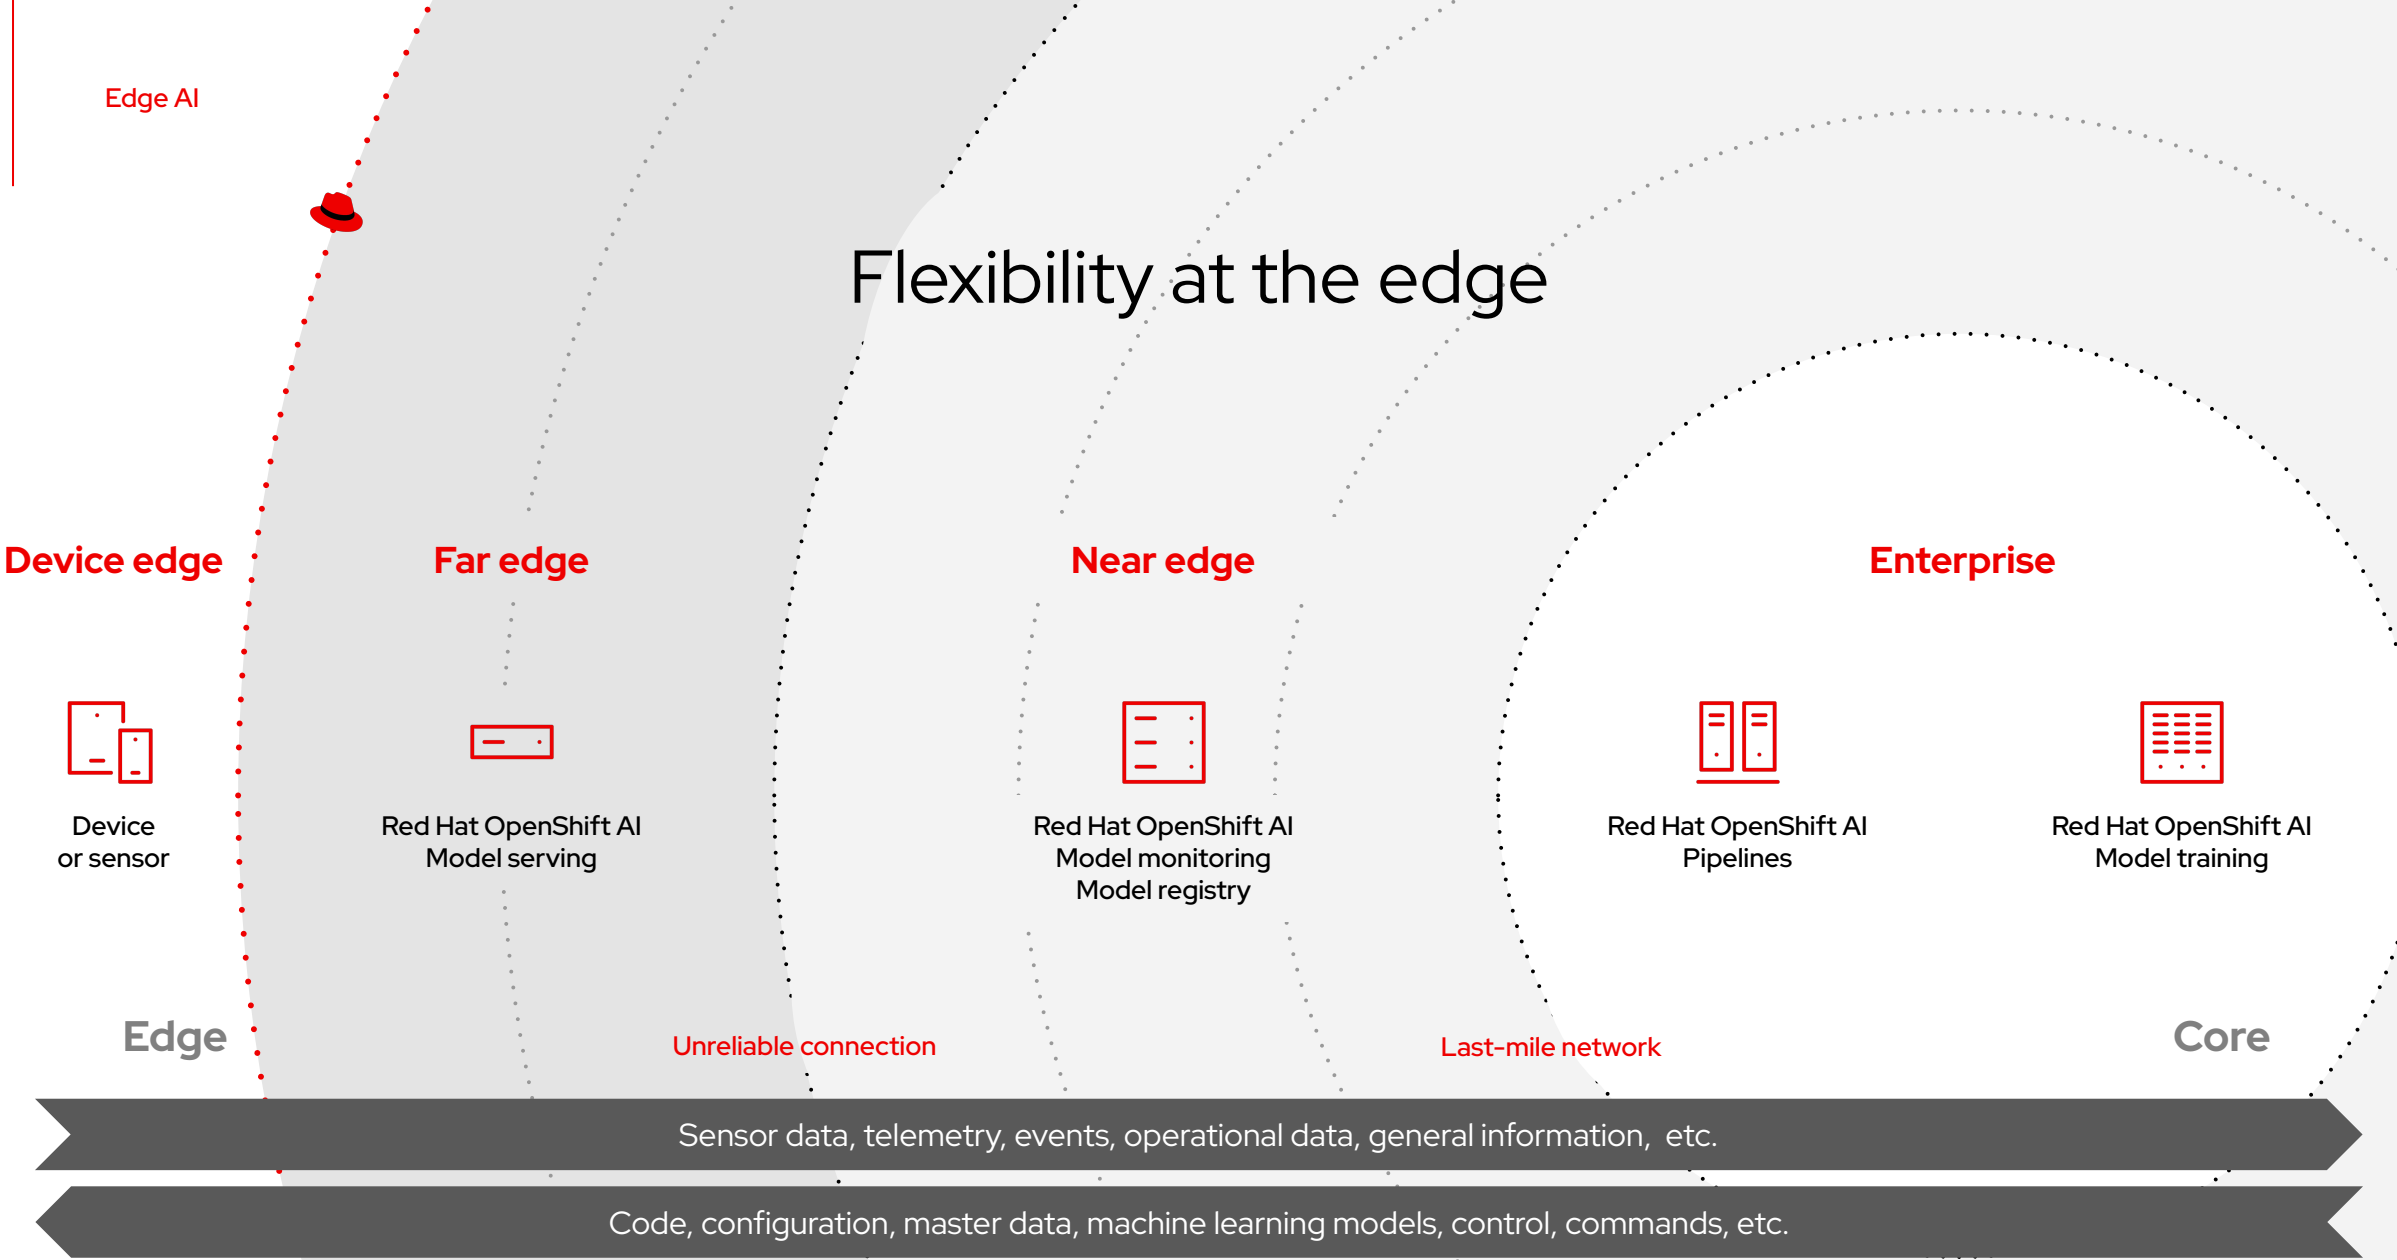 Edge AI
Flexibility at the edge
Device edge
Far edge
Near edge
Enterprise
Device
or sensor
Red Hat OpenShift AI
Model serving
Red Hat OpenShift AI
Model monitoring
Model registry
Red Hat OpenShift AI
Pipelines
Red Hat OpenShift AI
Model training
Edge
Unreliable connection
Last-mile network
Core
Sensor data, telemetry, events, operational data, general information, etc.
Code, configuration, master data, machine learning models, control, commands, etc.